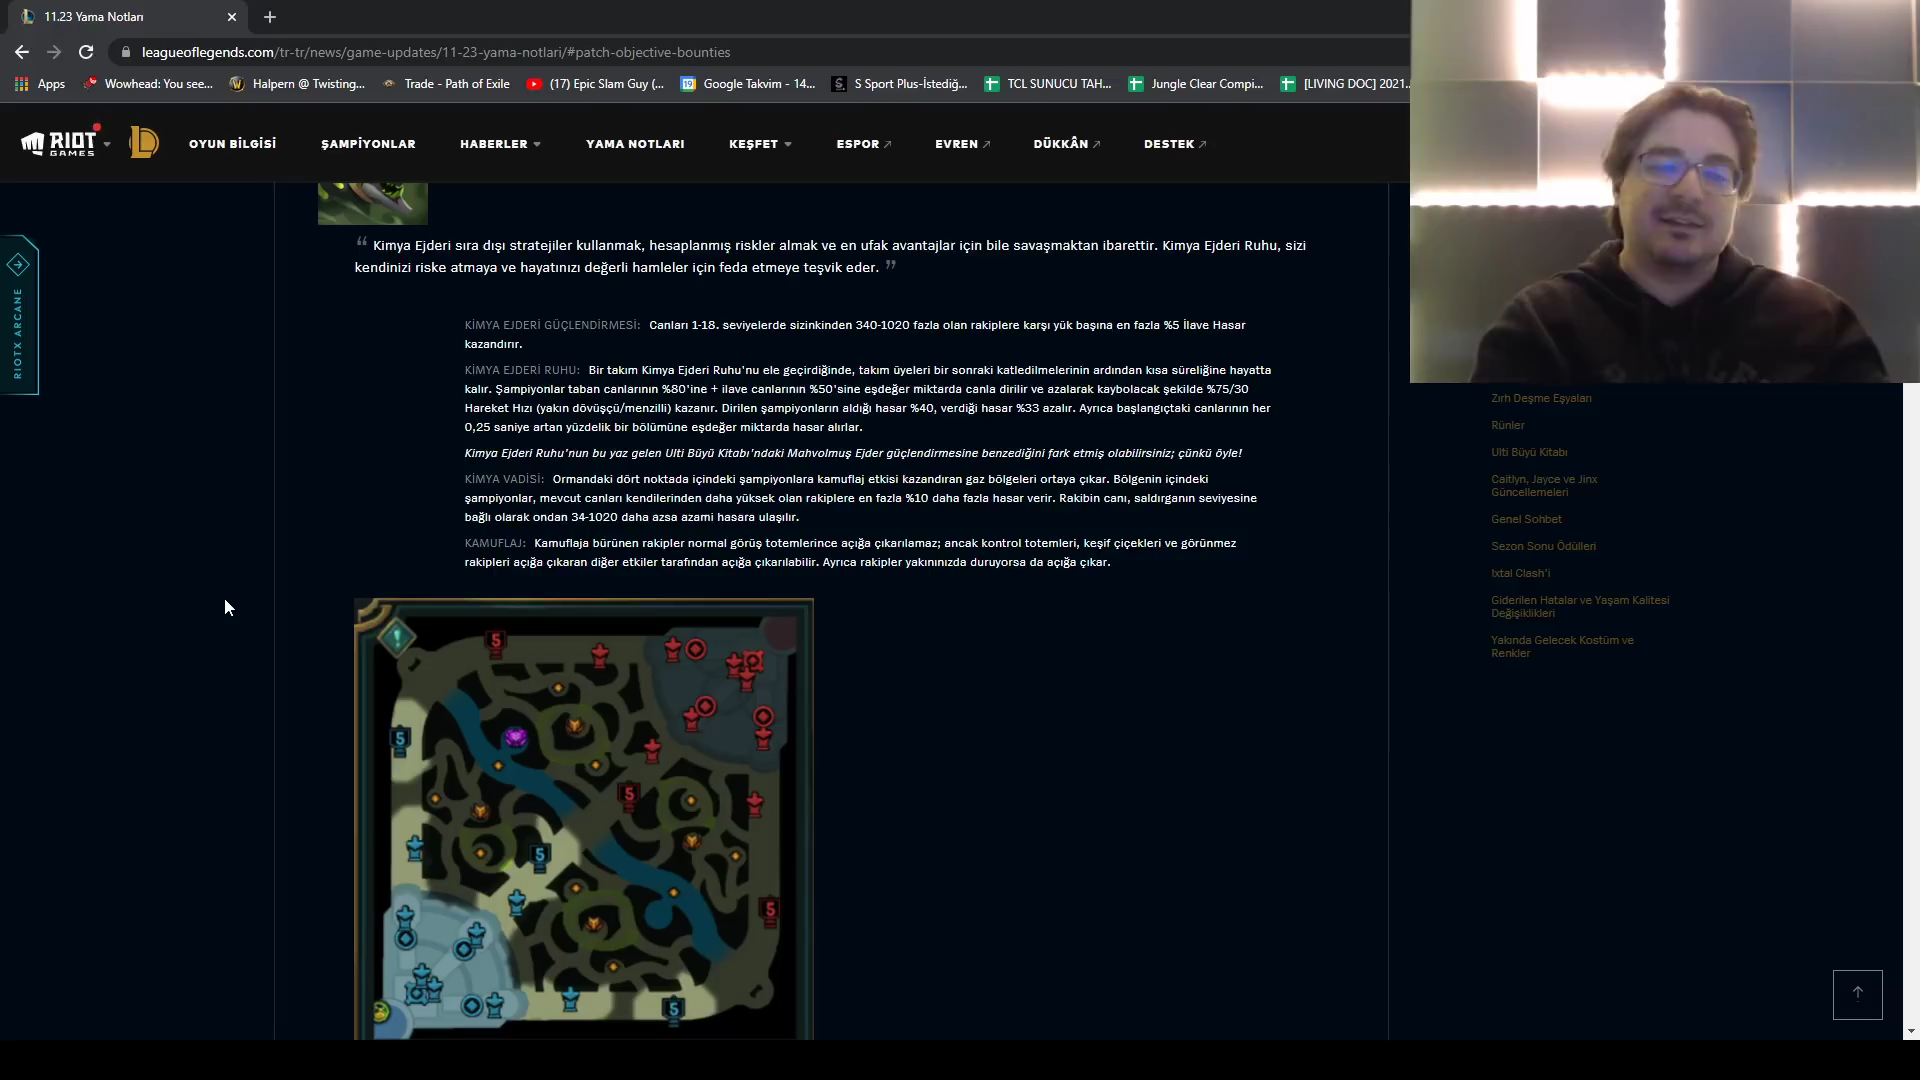 11.23 Yama Notları
leagueoflegends.com/tr-tr/news/game-updates/11-23-yama-notlari/#patch-objective-bounties
Apps
Wowhead: You see...
Halpern @ Twisting...
Trade - Path of Exile
(17) Epic Slam Guy (...
Google Takvim - 14...
S Sport Plus-İstediğ...
TCL SUNUCU TAH...
Jungle Clear Compi...
[LIVING DOC] 2021...
RIOT GAMES
OYUN BİLGİSİ
ŞAMPİYONLAR
HABERLER
YAMA NOTLARI
KEŞFET
ESPOR
EVREN
DÜKKÂN
DESTEK
RIOTX ARCANE
“ Kimya Ejderi sıra dışı stratejiler kullanmak, hesaplanmış riskler almak ve en ufak avantajlar için bile savaşmaktan ibarettir. Kimya Ejderi Ruhu, sizi
kendinizi riske atmaya ve hayatınızı değerli hamleler için feda etmeye teşvik eder. ”
KİMYA EJDERİ GÜÇLENDİRMESİ: Canları 1-18. seviyelerde sizinkinden 340-1020 fazla olan rakiplere karşı yük başına en fazla %5 İlave Hasar
kazandırır.
KİMYA EJDERİ RUHU: Bir takım Kimya Ejderi Ruhu'nu ele geçirdiğinde, takım üyeleri bir sonraki katledilmelerinin ardından kısa süreliğine hayatta
kalır. Şampiyonlar taban canlarının %80'ine + ilave canlarının %50'sine eşdeğer miktarda canla dirilir ve azalarak kaybolacak şekilde %75/30
Hareket Hızı (yakın dövüşçü/menzilli) kazanır. Dirilen şampiyonların aldığı hasar %40, verdiği hasar %33 azalır. Ayrıca başlangıçtaki canlarının her
0,25 saniye artan yüzdelik bir bölümüne eşdeğer miktarda hasar alırlar.
Kimya Ejderi Ruhu'nun bu yaz gelen Ulti Büyü Kitabı'ndaki Mahvolmuş Ejder güçlendirmesine benzediğini fark etmiş olabilirsiniz; çünkü öyle!
KİMYA VADİSİ: Ormandaki dört noktada içindeki şampiyonlara kamuflaj etkisi kazandıran gaz bölgeleri ortaya çıkar. Bölgenin içindeki
şampiyonlar, mevcut canları kendilerinden daha yüksek olan rakiplere en fazla %10 daha fazla hasar verir. Rakibin canı, saldırganın seviyesine
bağlı olarak ondan 34-1020 daha azsa azami hasara ulaşılır.
KAMUFLAJ: Kamuflaja bürünen rakipler normal görüş totemlerince açığa çıkarılamaz; ancak kontrol totemleri, keşif çiçekleri ve görünmez
rakipleri açığa çıkaran diğer etkiler tarafından açığa çıkarılabilir. Ayrıca rakipler yakınınızda duruyorsa da açığa çıkar.
5
5
5
5
5
5
Zırh Deşme Eşyaları
Rünler
Ulti Büyü Kitabı
Caitlyn, Jayce ve Jinx
Güncellemeleri
Genel Sohbet
Sezon Sonu Ödülleri
Ixtal Clash'i
Giderilen Hatalar ve Yaşam Kalitesi
Değişiklikleri
Yakında Gelecek Kostüm ve
Renkler